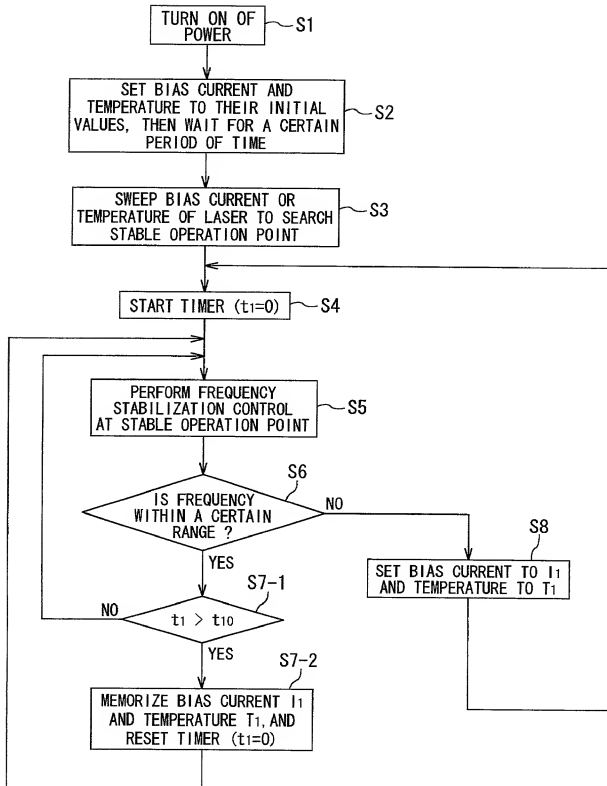 TURN ON OF
POWER
S1
SET BIAS CURRENT AND
TEMPERATURE TO THEIR INITIAL
VALUES, THEN WAIT FOR A CERTAIN
PERIOD OF TIME
S2
SWEEP BIAS CURRENT OR
TEMPERATURE OF LASER TO SEARCH
STABLE OPERATION POINT
S3
START TIMER (t1=0)
S4
PERFORM FREQUENCY
STABILIZATION CONTROL
AT STABLE OPERATION POINT
S5
S6
IS FREQUENCY
WITHIN A CERTAIN
RANGE ?
NO
YES
S8
SET BIAS CURRENT TO I1
AND TEMPERATURE TO T1
S7-1
NO
t1 > t10
YES
S7-2
MEMORIZE BIAS CURRENT I1
AND TEMPERATURE T1, AND
RESET TIMER (t1=0)